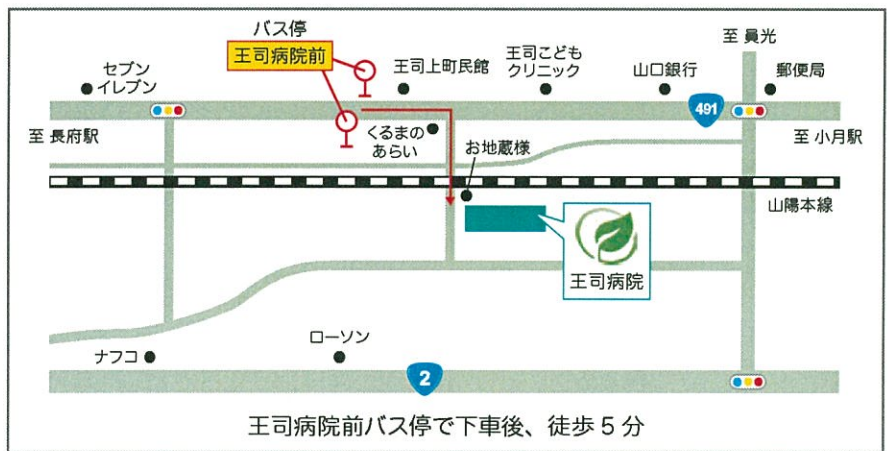 バス停
王司病院前
至 員光
セブン
イレブン
王司上町民館
王司こども
クリニック
山口銀行
郵便局
491
至 長府駅
くるまの
あらい
お地蔵様
至 小月駅
山陽本線
王司病院
ナフコ
ローソン
2
王司病院前バス停で下車後、徒歩 5 分